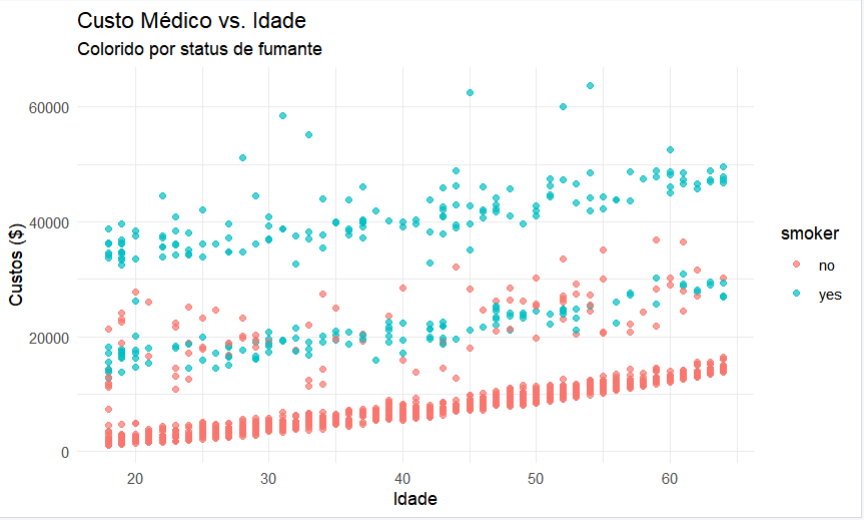 Custo Médico vs. Idade
Colorido por status de fumante
60000
40000
20000
0
Custos ($)
20
30
40
50
60
Idade
smoker
no
yes